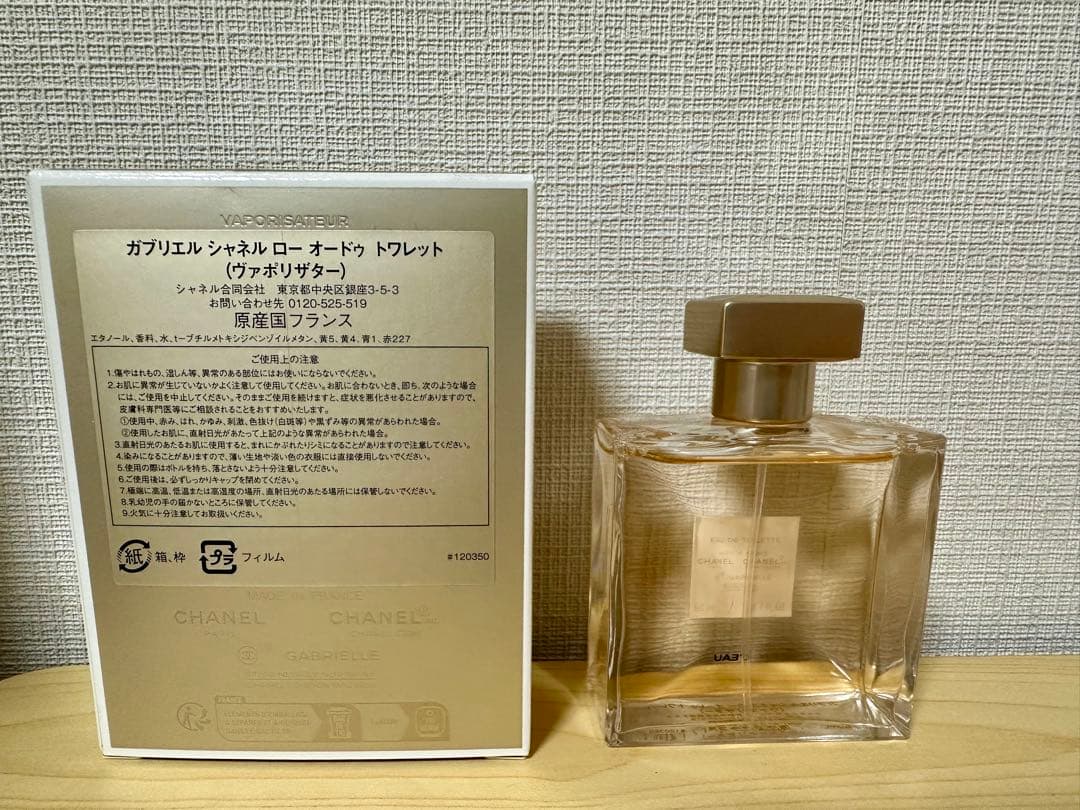 VAPORISATEUR
ガブリエル シャネル ロー オードゥ トワレット
(ヴァポリザター)
シャネル合同会社 東京都中央区銀座3-5-3
お問い合わせ先 0120-525-519
原産国フランス
エタノール、香料、水、t-ブチルメトキシジベンゾイルメタン、黄5、黄4、青1、赤227
ご使用上の注意
1.傷やはれもの、湿しん等、異常のある部位にはお使いにならないでください。
2.お肌に異常が生じていないかよく注意して使用してください。お肌に合わないとき、即ち、次のような場合
には、ご使用を中止してください。そのままご使用を続けますと、症状を悪化させることがありますので、
皮膚科専門医等にご相談されることをおすすめいたします。
①使用中、赤み、はれ、かゆみ、刺激、色抜け(白斑等)や黒ずみ等の異常があらわれた場合。
②使用したお肌に、直射日光があたって上記のような異常があらわれた場合。
3.直射日光のあたるお肌に使用すると、まれにかぶれたりシミになることがありますので注意してください。
4.染みになることがありますので、薄い生地や淡い色の衣服には直接使用しないでください。
5.使用の際はボトルを持ち、落とさないよう十分注意してください。
6.ご使用後は、必ずしっかりキャップを閉めてください。
7.極端に高温、低温または高湿度の場所、直射日光のあたる場所には保管しないでください。
8.乳幼児の手の届かないところに保管してください。
9.火気に十分注意してお取扱いください。
紙 箱、枠 プラ フィルム #120350
MADE IN FRANCE
CHANEL CHANEL
GABRIELLE
FRANCE
EAU DE TOILETTE
CHANEL CHANEL
L'EAU